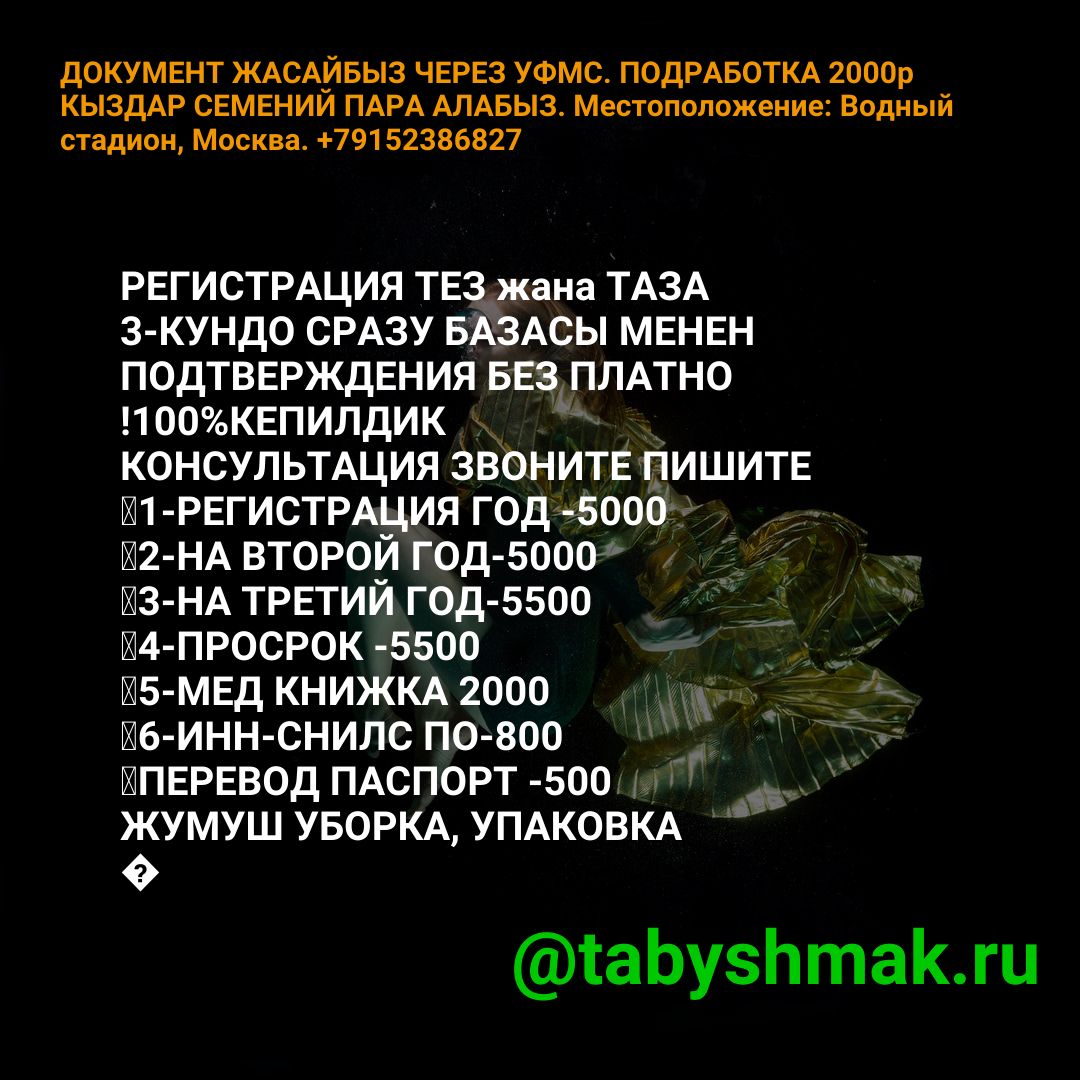 ДОКУМЕНТ ЖАСАЙБЫЗ ЧЕРЕЗ УФМС. ПОДРАБОТКА 2000р
КЫЗДАР СЕМЕНИЙ ПАРА АЛАБЫЗ. Местоположение: Водный
стадион, Москва. +79152386827
РЕГИСТРАЦИЯ ТЕЗ жана ТАЗА
3-КУНДО СРАЗУ БАЗАСЫ МЕНЕН
ПОДТВЕРЖДЕНИЯ БЕЗ ПЛАТНО
!100%КЕПИЛДИК
КОНСУЛЬТАЦИЯ ЗВОНИТЕ ПИШИТЕ
1-РЕГИСТРАЦИЯ ГОД -5000
2-НА ВТОРОЙ ГОД-5000
3-НА ТРЕТИЙ ГОД-5500
4-ПРОСРОК -5500
5-МЕД КНИЖКА 2000
6-ИНН-СНИЛС ПО-800
ПЕРЕВОД ПАСПОРТ -500
ЖУМУШ УБОРКА, УПАКОВКА
@tabyshmak.ru